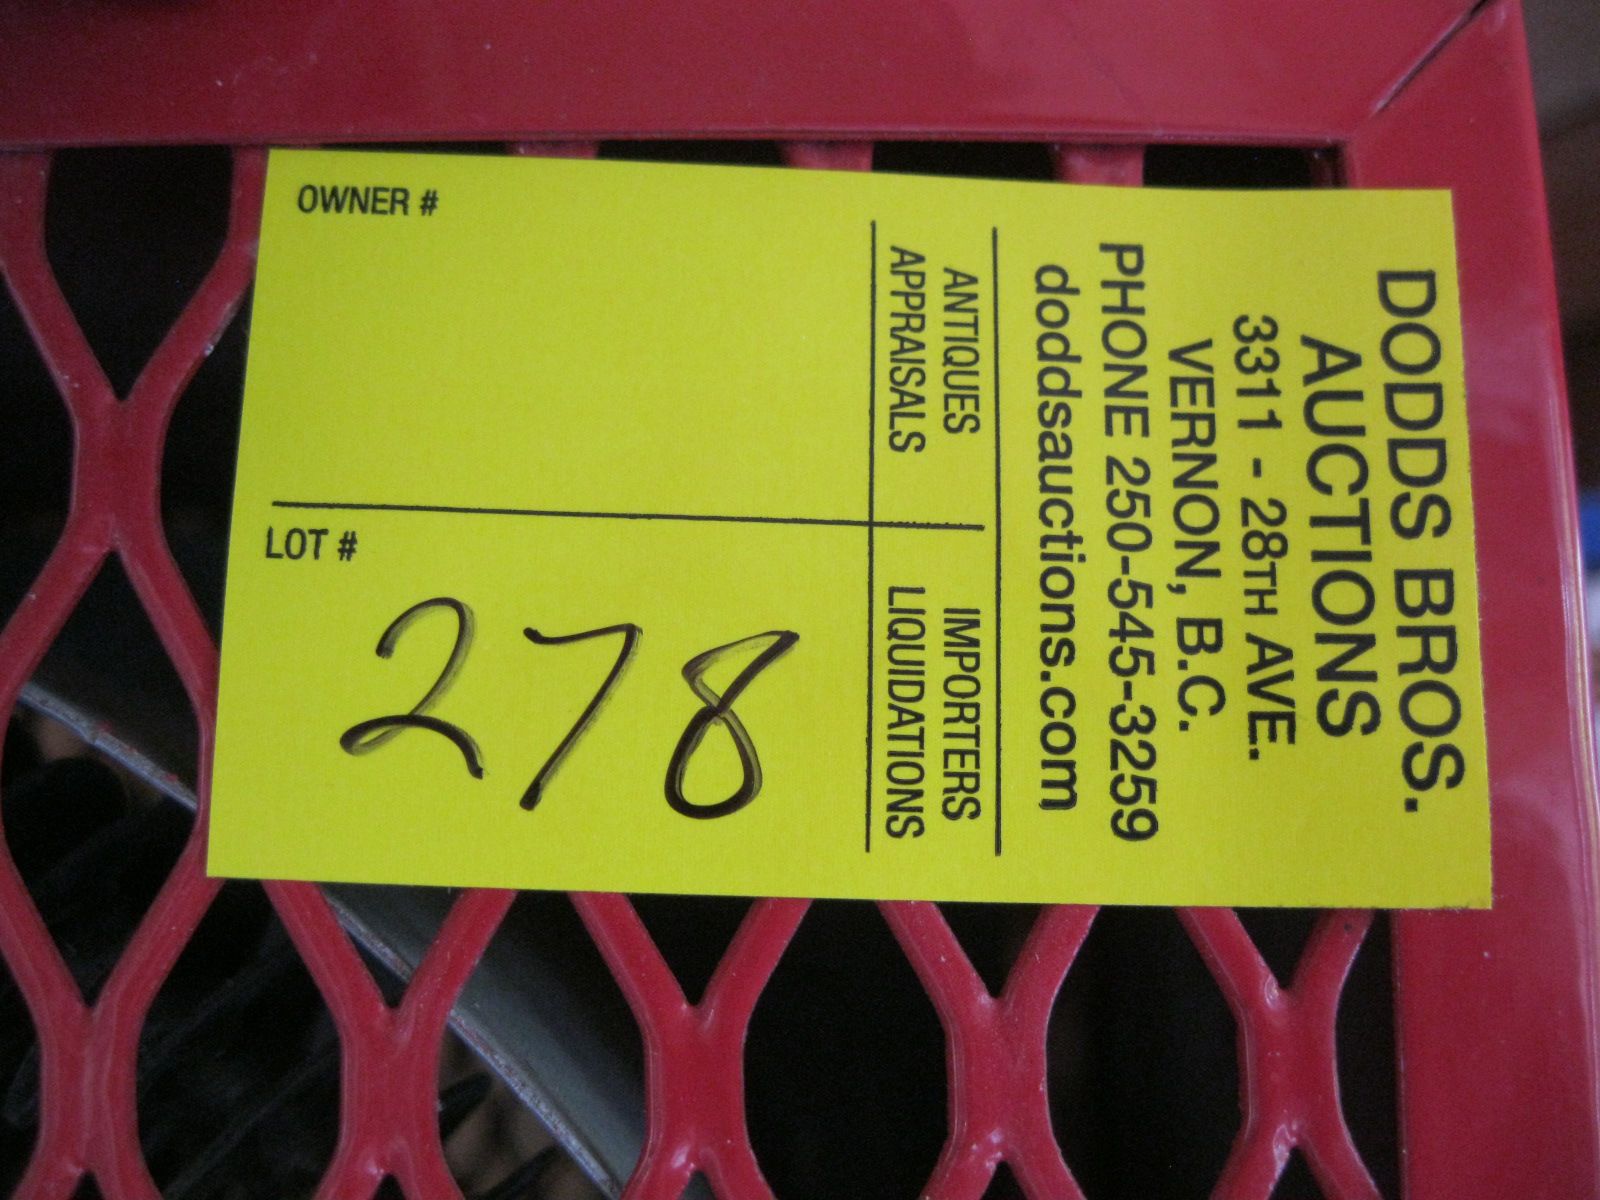 DODDS BROS.
AUCTIONS
3311 - 28TH AVE.
VERNON, B.C.
PHONE 250-545-3259
doddsauctions.com
ANTIQUES
APPRAISALS
IMPORTERS
LIQUIDATIONS
OWNER #
LOT #
278